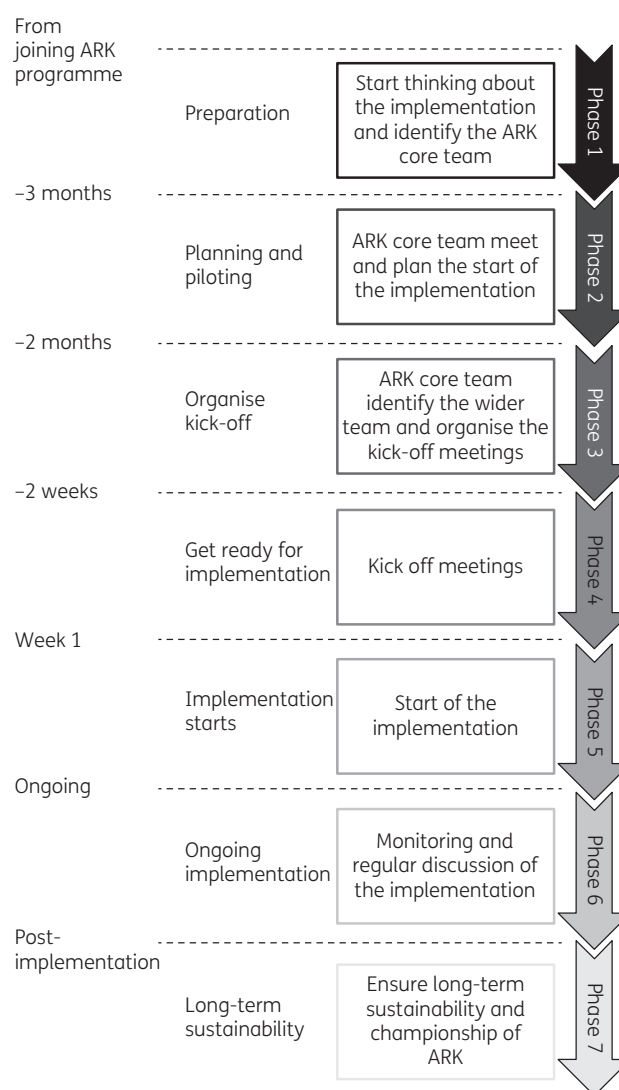 From
joining ARK
programme
Preparation
Start thinking about
the implementation
and identify the ARK
core team
Phase 1
–3 months
Planning and
piloting
ARK core team meet
and plan the start of
the implementation
Phase 2
–2 months
Organise
kick-off
ARK core team
identify the wider
team and organise the
kick-off meetings
Phase 3
–2 weeks
Get ready for
implementation
Kick off meetings
Phase 4
Week 1
Implementation
starts
Start of the
implementation
Phase 5
Ongoing
Ongoing
implementation
Monitoring and
regular discussion of
the implementation
Phase 6
Post-
implementation
Long-term
sustainability
Ensure long-term
sustainability and
championship of
ARK
Phase 7